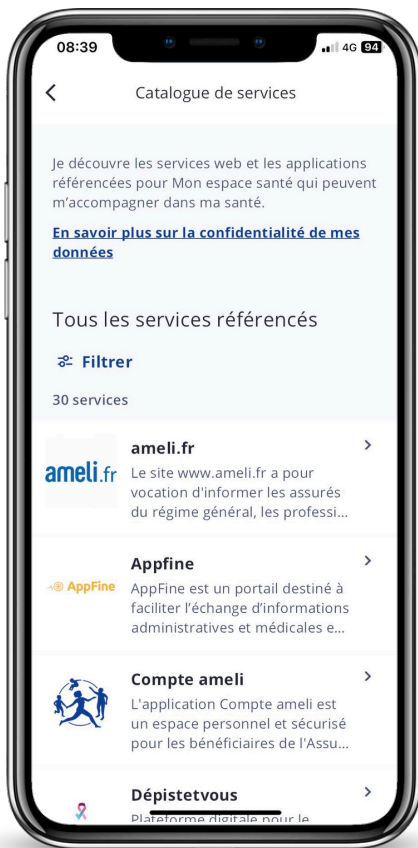 08:39
4G 94
Catalogue de services
Je découvre les services web et les applications
référencées pour Mon espace santé qui peuvent
m'accompagner dans ma santé.
En savoir plus sur la confidentialité de mes
données
Tous les services référencés
Filtrer
30 services
ameli.fr
ameli.fr
Le site www.ameli.fr a pour
vocation d'informer les assurés
du régime général, les professi...
AppFine
Appfine
AppFine est un portail destiné à
faciliter l'échange d'informations
administratives et médicales e...
Compte ameli
L'application Compte ameli est
un espace personnel et sécurisé
pour les bénéficiaires de l'Assu...
Dépistetvous
Plateforme digitale pour le